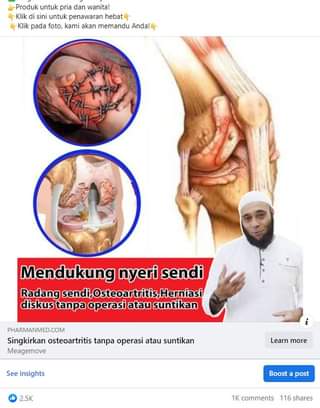 Produk untuk pria dan wanita!
Klik di sini untuk penawaran hebat
Klik pada foto, kami akan memandu Anda!
Mendukung nyeri sendi
Radang sendi,Osteoartritis,Herniasi
diskus tanpa operasi atau suntikan
i
PHARMANMED.COM
Singkirkan osteoartritis tanpa operasi atau suntikan
Learn more
Meagemove
See insights
Boost a post
2.5K
1K comments 116 shares